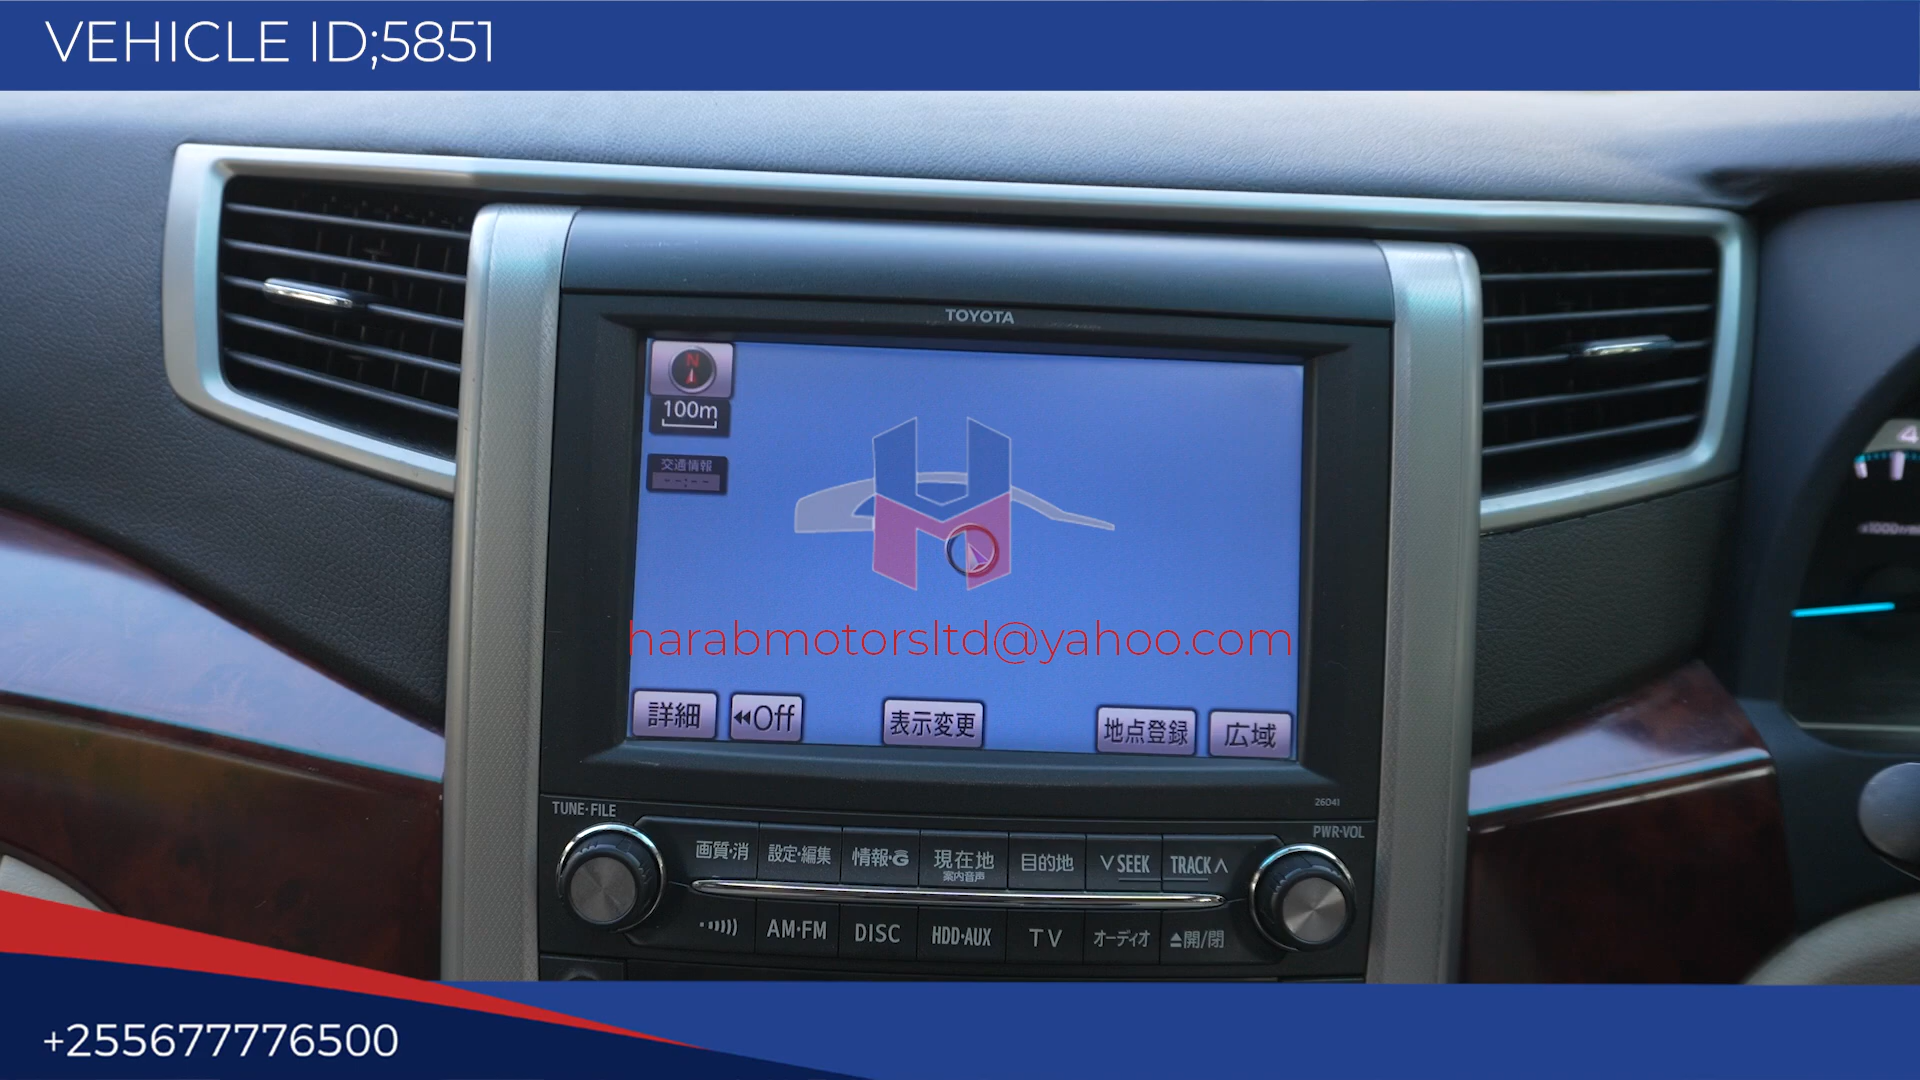 VEHICLE ID;5851
TOYOTA
N
100m
交通情報
--:--
harabmotorsltd@yahoo.com
詳細
Off
表示変更
地点登録
広域
26041
TUNE·FILE
PWR·VOL
画質·消
設定·編集
情報·G
現在地
案内音声
目的地
∨ SEEK
TRACK ∧
AM·FM
DISC
HDD·AUX
TV
オーディオ
⏏開/閉
4
+255677776500